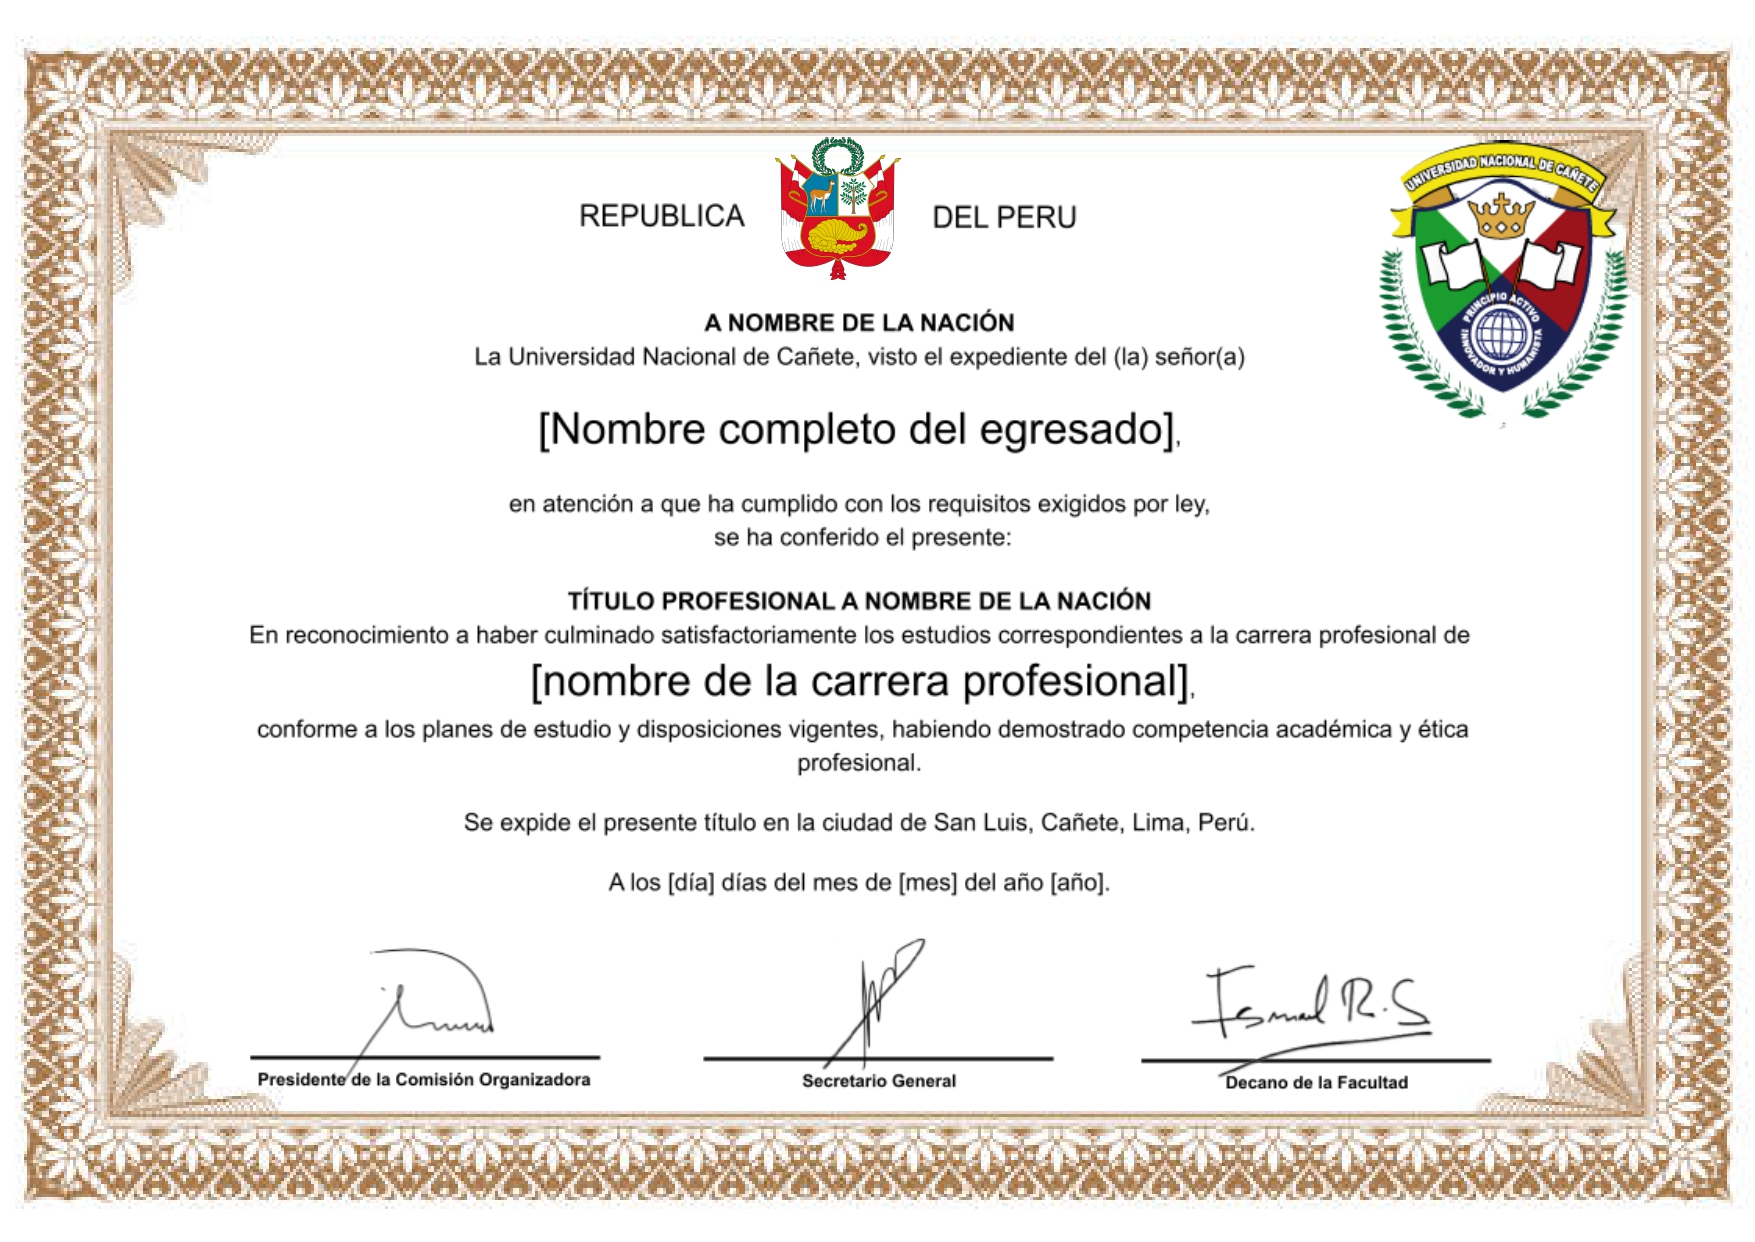 UNIVERSIDAD NACIONAL DE CAÑETE
REPUBLICA DEL PERU
PRINCIPIO ACTIVO
INNOVADOR Y HUMANISTA
A NOMBRE DE LA NACIÓN
La Universidad Nacional de Cañete, visto el expediente del (la) señor(a)
[Nombre completo del egresado],
en atención a que ha cumplido con los requisitos exigidos por ley,
se ha conferido el presente:
TÍTULO PROFESIONAL A NOMBRE DE LA NACIÓN
En reconocimiento a haber culminado satisfactoriamente los estudios correspondientes a la carrera profesional de
[nombre de la carrera profesional],
conforme a los planes de estudio y disposiciones vigentes, habiendo demostrado competencia académica y ética
profesional.
Se expide el presente título en la ciudad de San Luis, Cañete, Lima, Perú.
A los [día] días del mes de [mes] del año [año].
R.S
Presidente de la Comisión Organizadora
Secretario General
Decano de la Facultad